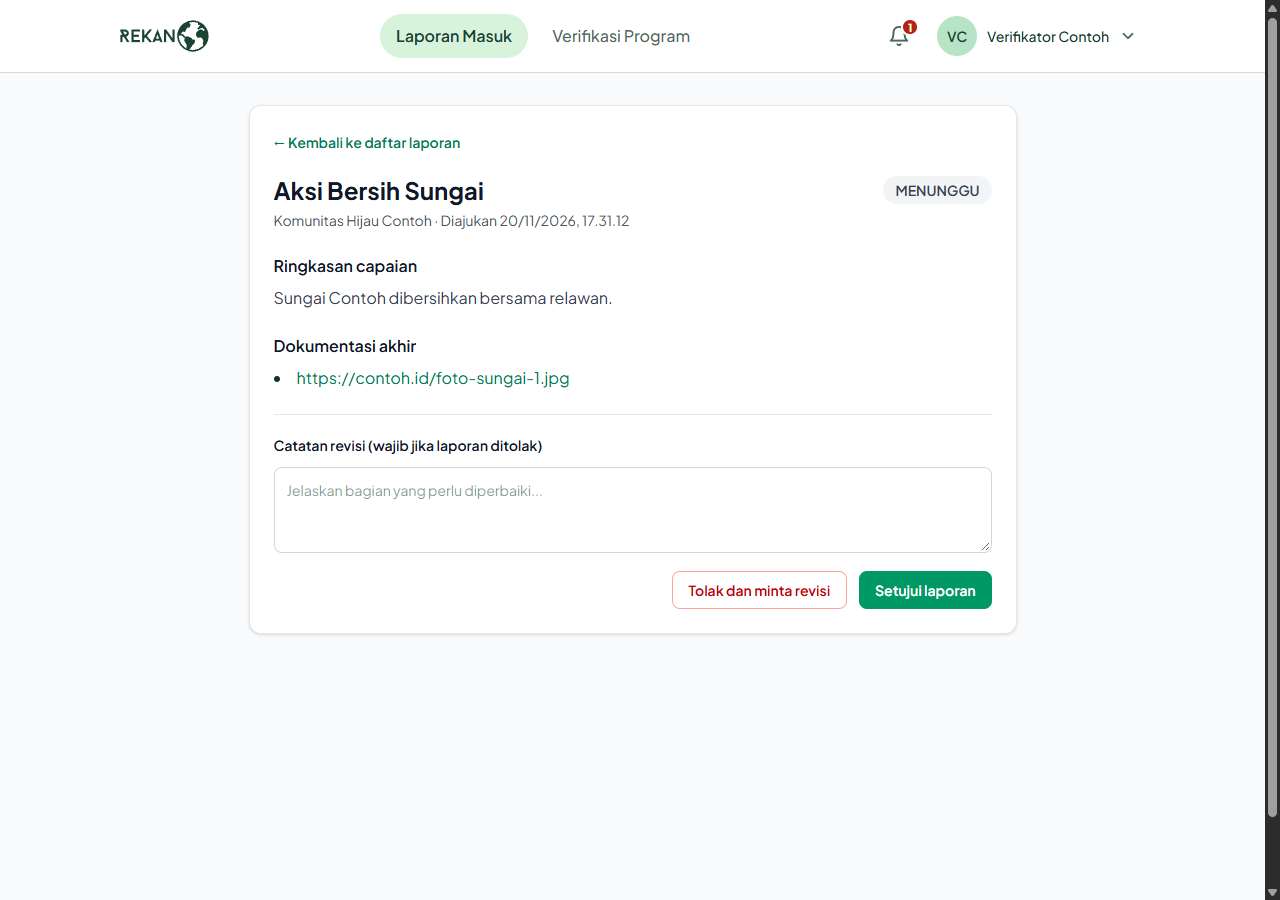 REKAN
Laporan Masuk
Verifikasi Program
1
VC
Verifikator Contoh
← Kembali ke daftar laporan
Aksi Bersih Sungai
MENUNGGU
Komunitas Hijau Contoh · Diajukan 20/11/2026, 17.31.12
Ringkasan capaian
Sungai Contoh dibersihkan bersama relawan.
Dokumentasi akhir
• https://contoh.id/foto-sungai-1.jpg
Catatan revisi (wajib jika laporan ditolak)
Jelaskan bagian yang perlu diperbaiki...
Tolak dan minta revisi
Setujui laporan